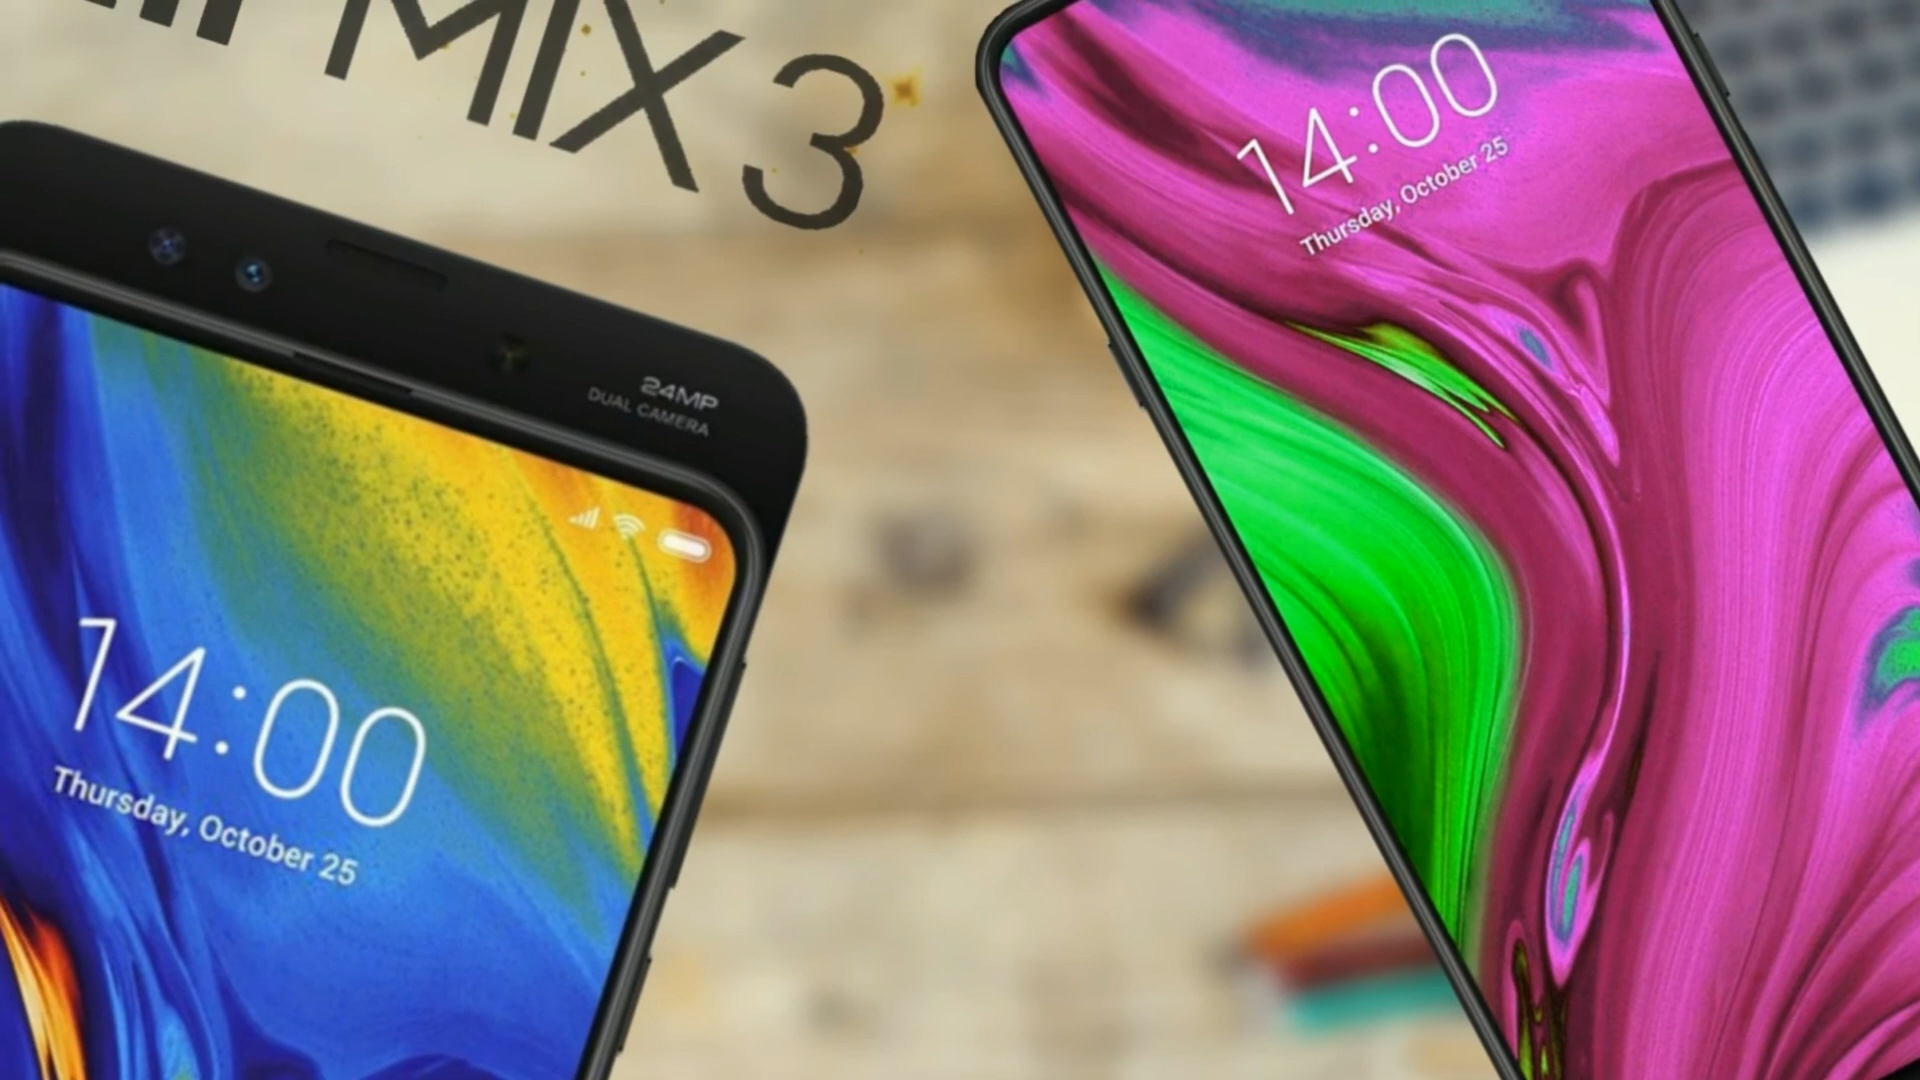 MIX 3
24MP
DUAL CAMERA
14:00
Thursday, October 25
14:00
Thursday, October 25